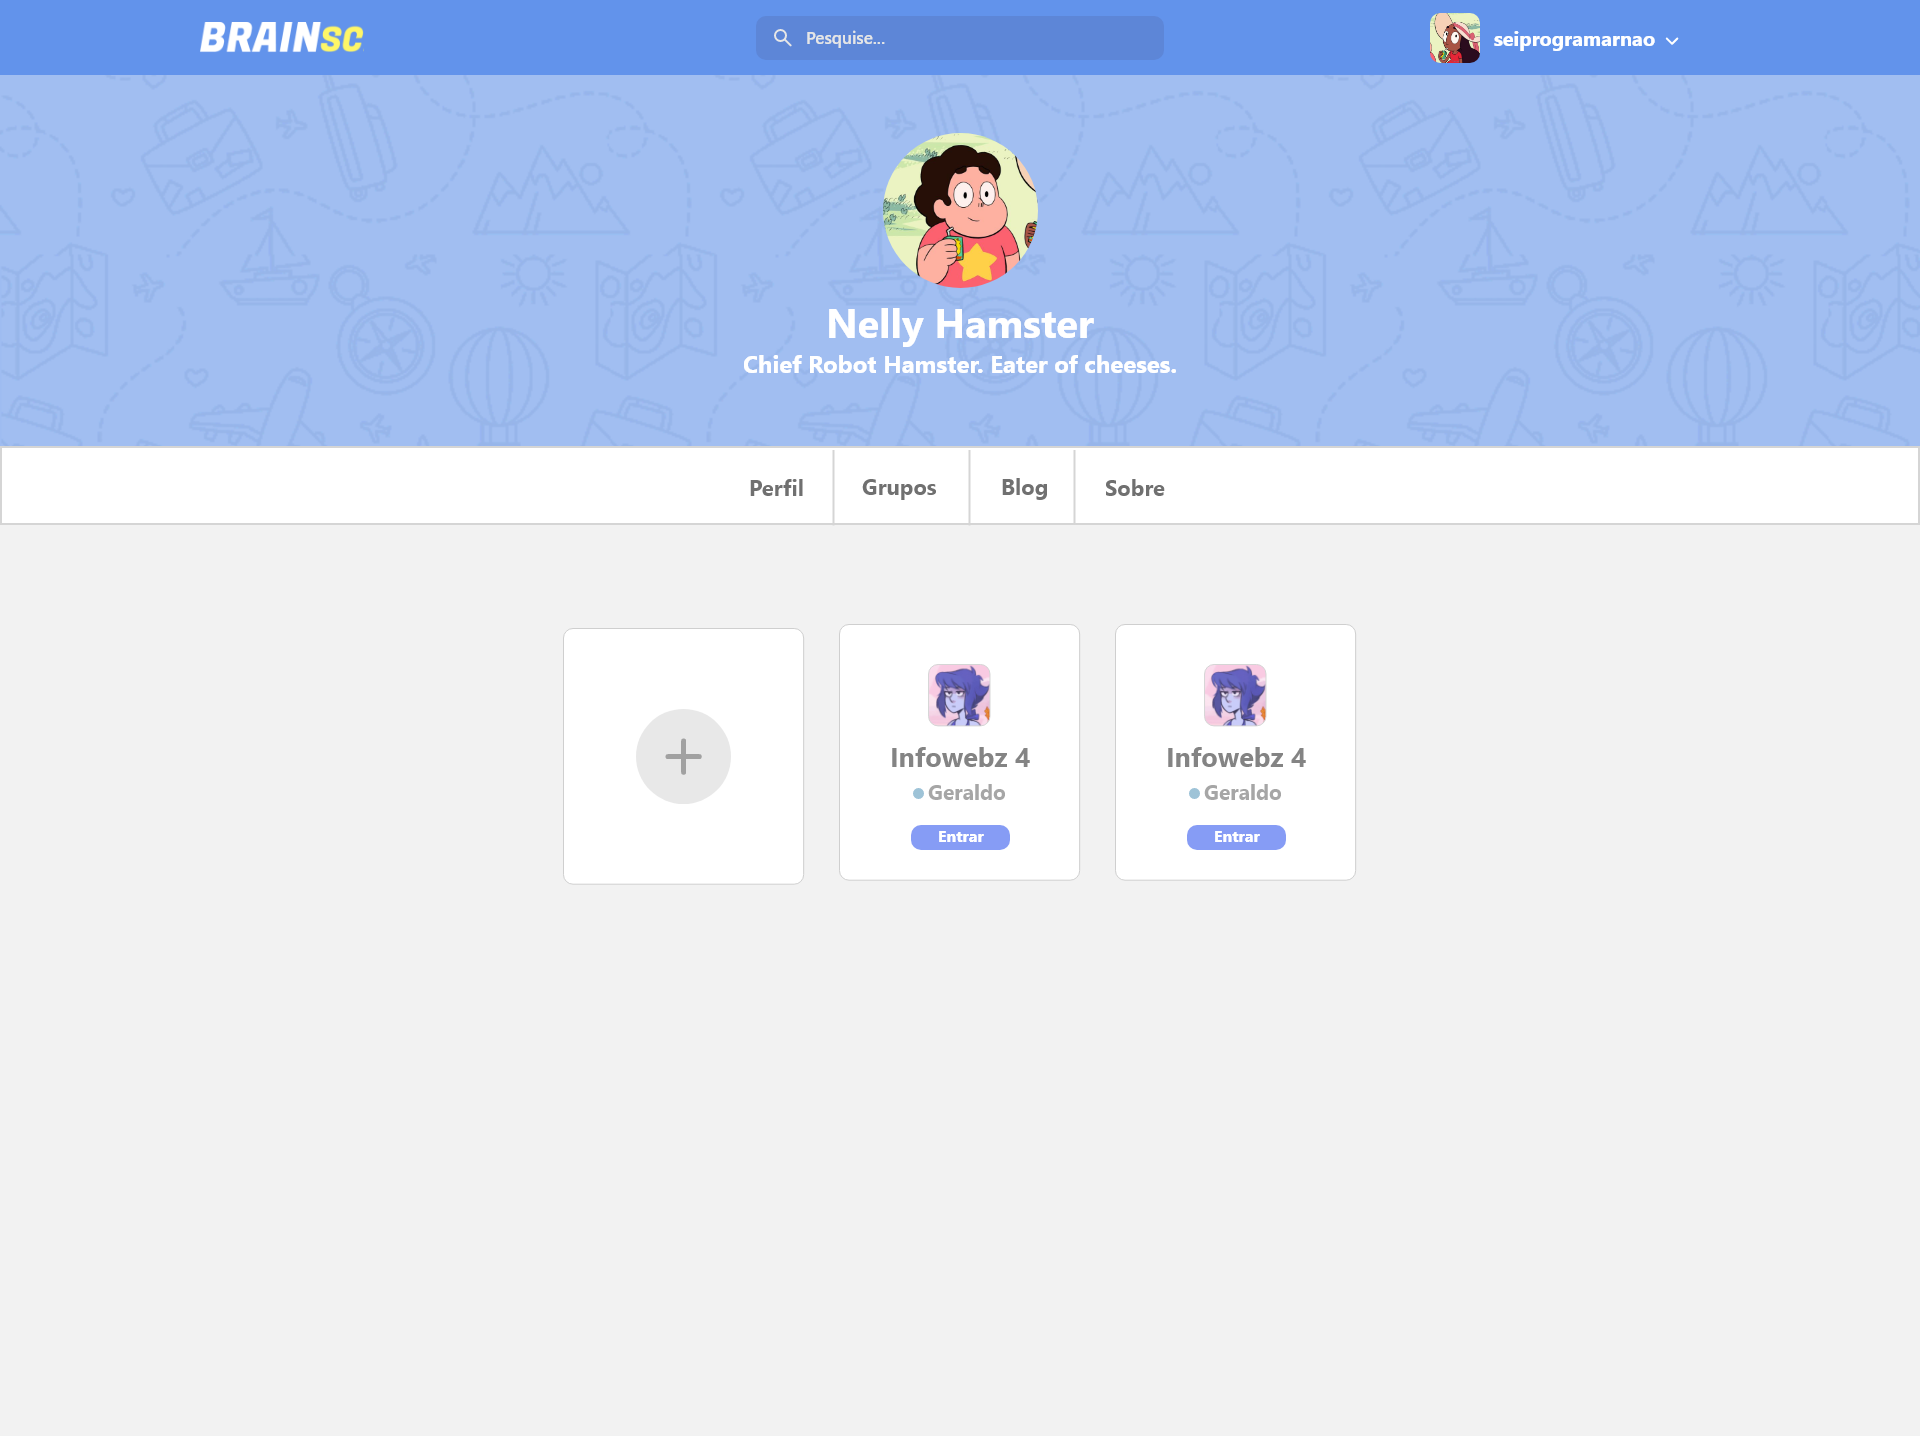 BRAINSC
Pesquise...
seiprogramarnao
Nelly Hamster
Chief Robot Hamster. Eater of cheeses.
Perfil
Grupos
Blog
Sobre
Infowebz 4
Geraldo
Entrar
Infowebz 4
Geraldo
Entrar